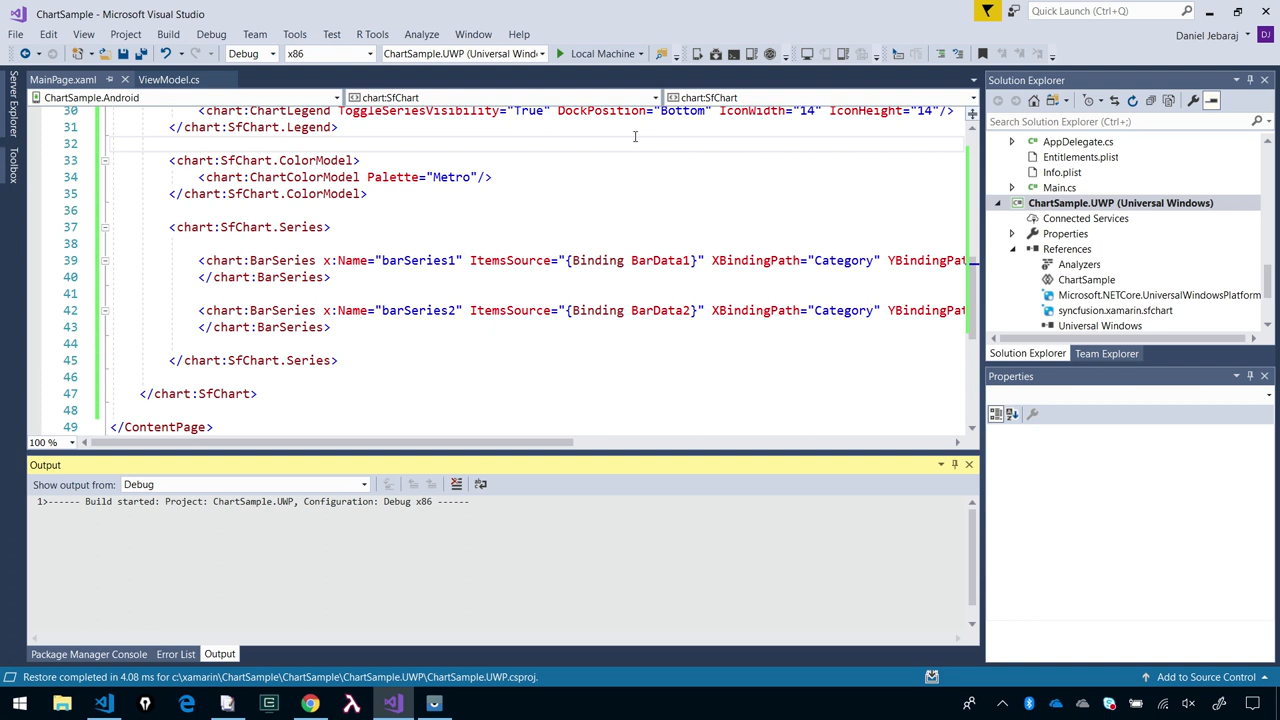 ChartSample - Microsoft Visual Studio
Quick Launch (Ctrl+Q)
File Edit View Project Build Debug Team Tools Test R Tools Analyze Window Help
Daniel Jebaraj DJ
Debug x86 ChartSample.UWP (Universal Windo Local Machine
Server Explorer
Toolbox
MainPage.xaml ViewModel.cs
ChartSample.Android chart:SfChart chart:SfChart
30 <chart:ChartLegend ToggleSeriesVisibility="True" DockPosition="Bottom" IconWidth="14" IconHeight="14"/>
31 </chart:SfChart.Legend>
32
33 <chart:SfChart.ColorModel>
34 <chart:ChartColorModel Palette="Metro"/>
35 </chart:SfChart.ColorModel>
36
37 <chart:SfChart.Series>
38
39 <chart:BarSeries x:Name="barSeries1" ItemsSource="{Binding BarData1}" XBindingPath="Category" YBindingPat
40 </chart:BarSeries>
41
42 <chart:BarSeries x:Name="barSeries2" ItemsSource="{Binding BarData2}" XBindingPath="Category" YBindingPat
43 </chart:BarSeries>
44
45 </chart:SfChart.Series>
46
47 </chart:SfChart>
48
49 </ContentPage>
100 %
Output
Show output from: Debug
1>------ Build started: Project: ChartSample.UWP, Configuration: Debug x86 ------
Package Manager Console Error List Output
Solution Explorer
Search Solution Explorer (Ctrl+;)
AppDelegate.cs
Entitlements.plist
Info.plist
Main.cs
ChartSample.UWP (Universal Windows)
Connected Services
Properties
References
Analyzers
ChartSample
Microsoft.NETCore.UniversalWindowsPlatform
syncfusion.xamarin.sfchart
Universal Windows
Solution Explorer Team Explorer
Properties
Restore completed in 4.08 ms for c:\xamarin\ChartSample\ChartSample\ChartSample.UWP\ChartSample.UWP.csproj.
Add to Source Control